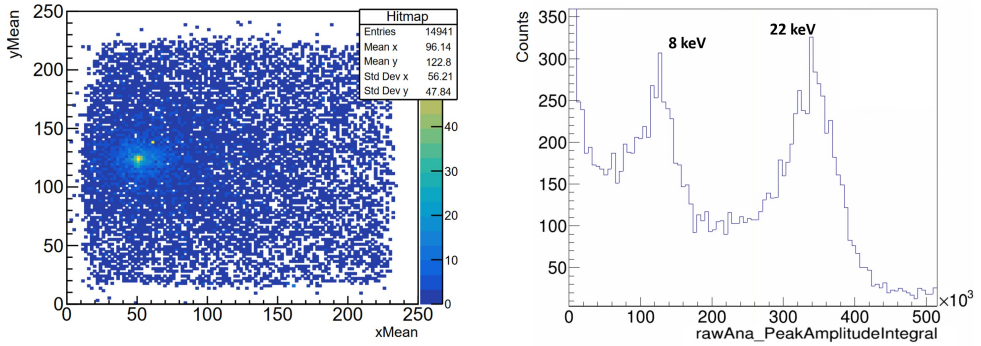 yMean
250
200
150
100
50
0
0 50 100 150 200 250
xMean
Hitmap
Entries 14941
Mean x 96.14
Mean y 122.8
Std Dev x 56.21
Std Dev y 47.84
40
30
20
10
0
Counts
350
300
250
200
150
100
50
8 keV
22 keV
0 100 200 300 400 500
×10³
rawAna_PeakAmplitudeIntegral